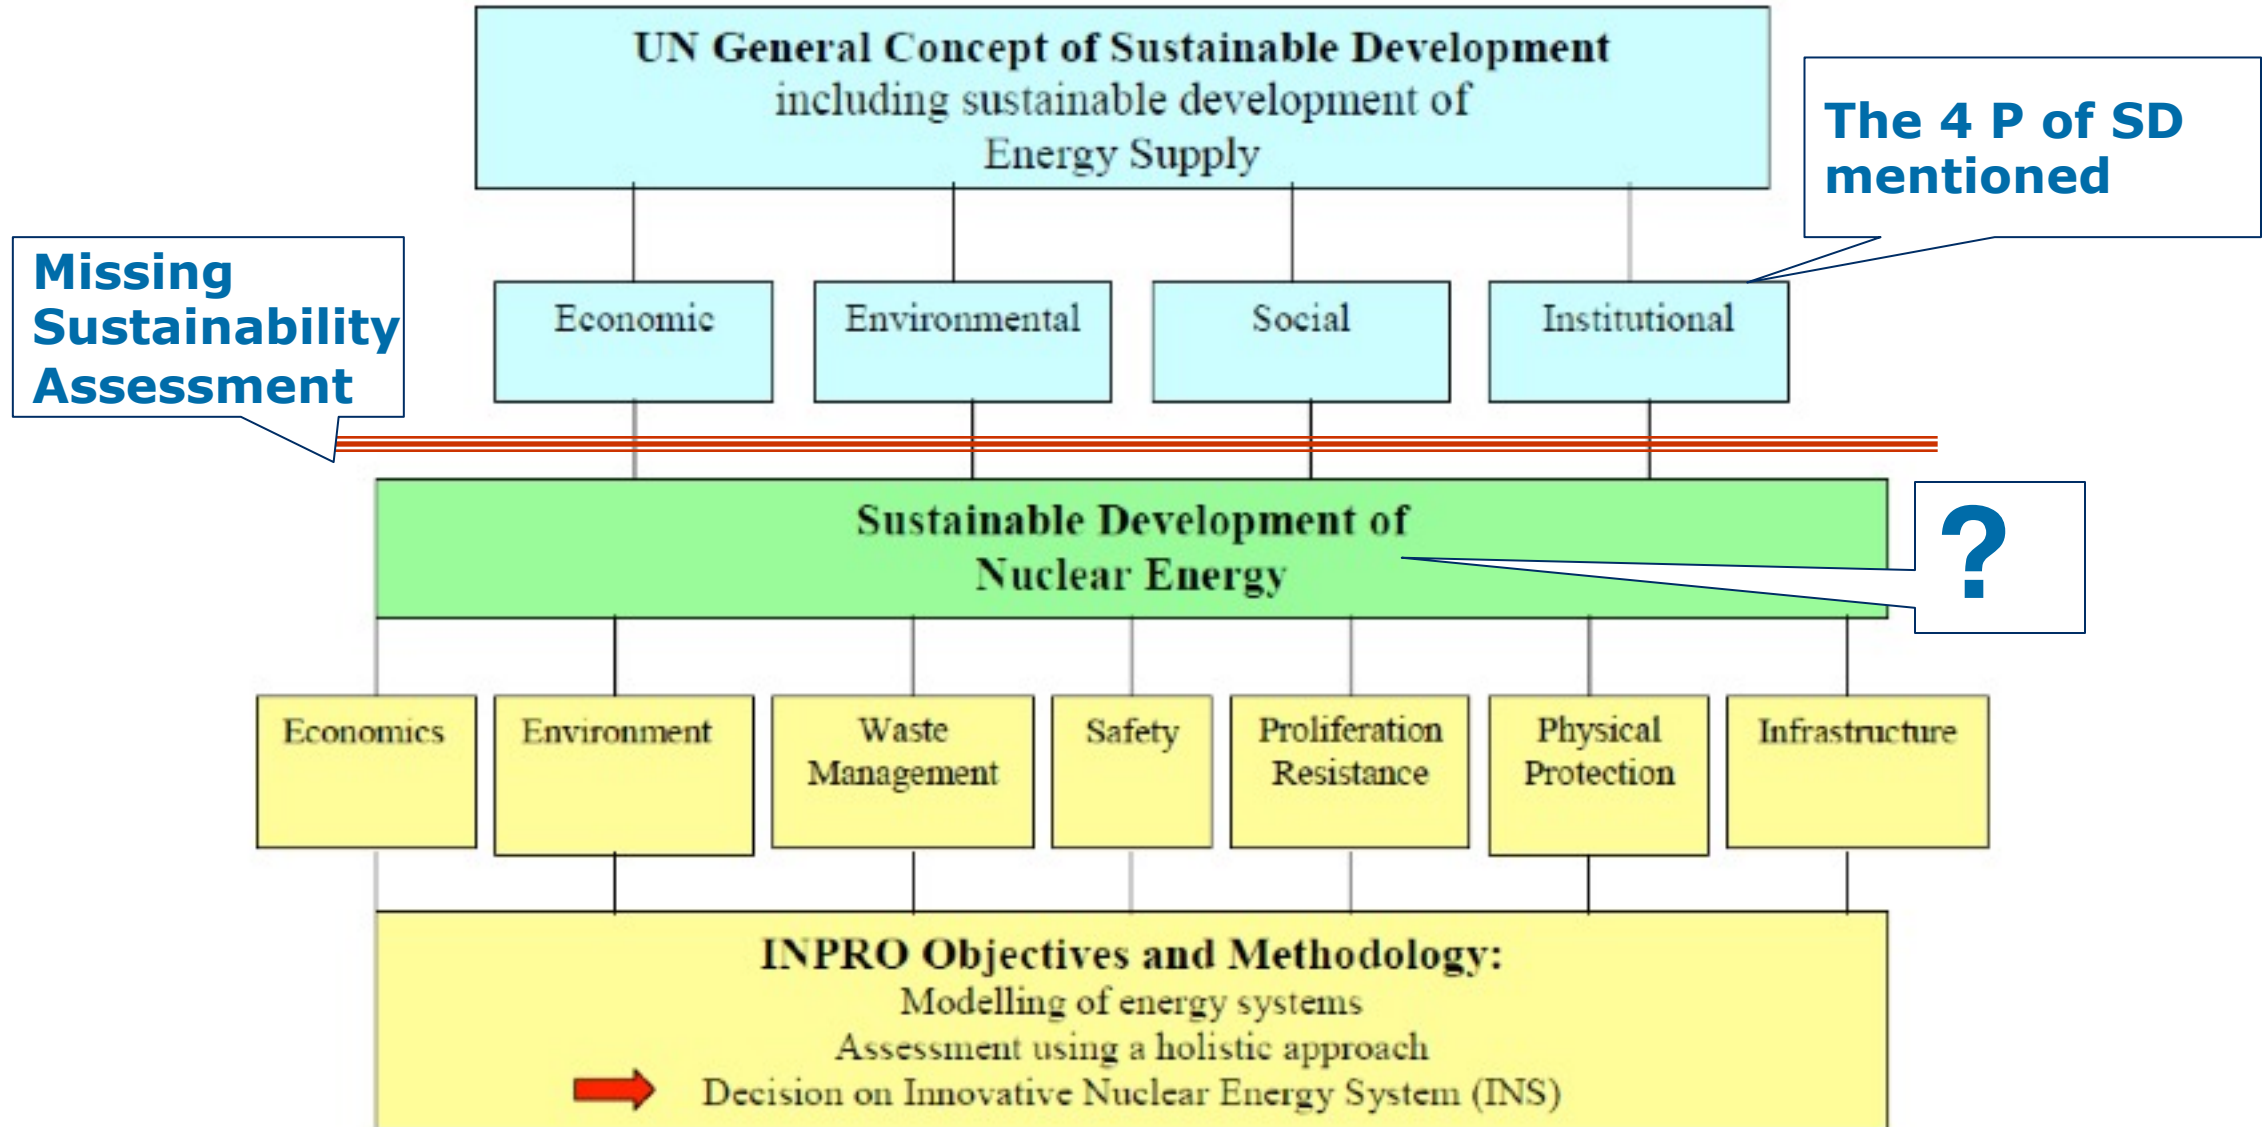 UN General Concept of Sustainable Development
including sustainable development of
Energy Supply
The 4 P of SD
mentioned
Missing
Sustainability
Assessment
Economic
Environmental
Social
Institutional
Sustainable Development of
Nuclear Energy
?
Economics
Environment
Waste
Management
Safety
Proliferation
Resistance
Physical
Protection
Infrastructure
INPRO Objectives and Methodology:
Modelling of energy systems
Assessment using a holistic approach
Decision on Innovative Nuclear Energy System (INS)